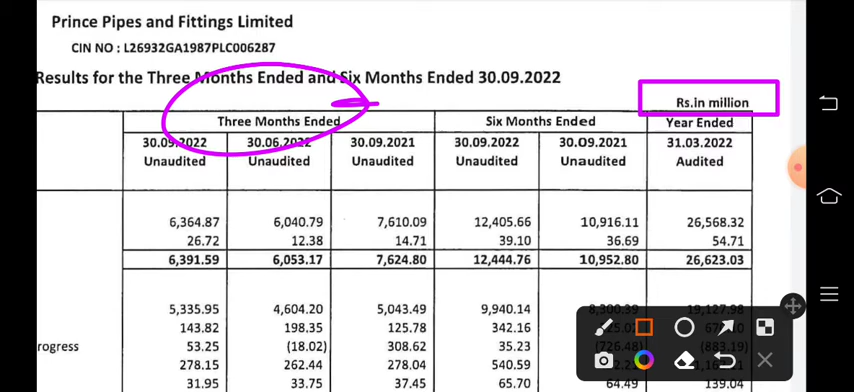 Prince Pipes and Fittings Limited
CIN NO : L26932GA1987PLC006287
Results for the Three Months Ended and Six Months Ended 30.09.2022
Rs.in million
Three Months Ended Six Months Ended Year Ended
30.09.2022 30.06.2022 30.09.2021 30.09.2022 30.09.2021 31.03.2022
Unaudited Unaudited Unaudited Unaudited Unaudited Audited
6,364.87 6,040.79 7,610.09 12,405.66 10,916.11 26,568.32
26.72 12.38 14.71 39.10 36.69 54.71
6,391.59 6,053.17 7,624.80 12,444.76 10,952.80 26,623.03
5,335.95 4,604.20 5,043.49 9,940.14 8,300.39 19,127.98
143.82 198.35 125.78 342.16
rogress 53.25 (18.02) 308.62 35.23 (726.48) (883.19)
278.15 262.44 278.04 540.59
31.95 33.75 37.45 65.70 64.49 139.06